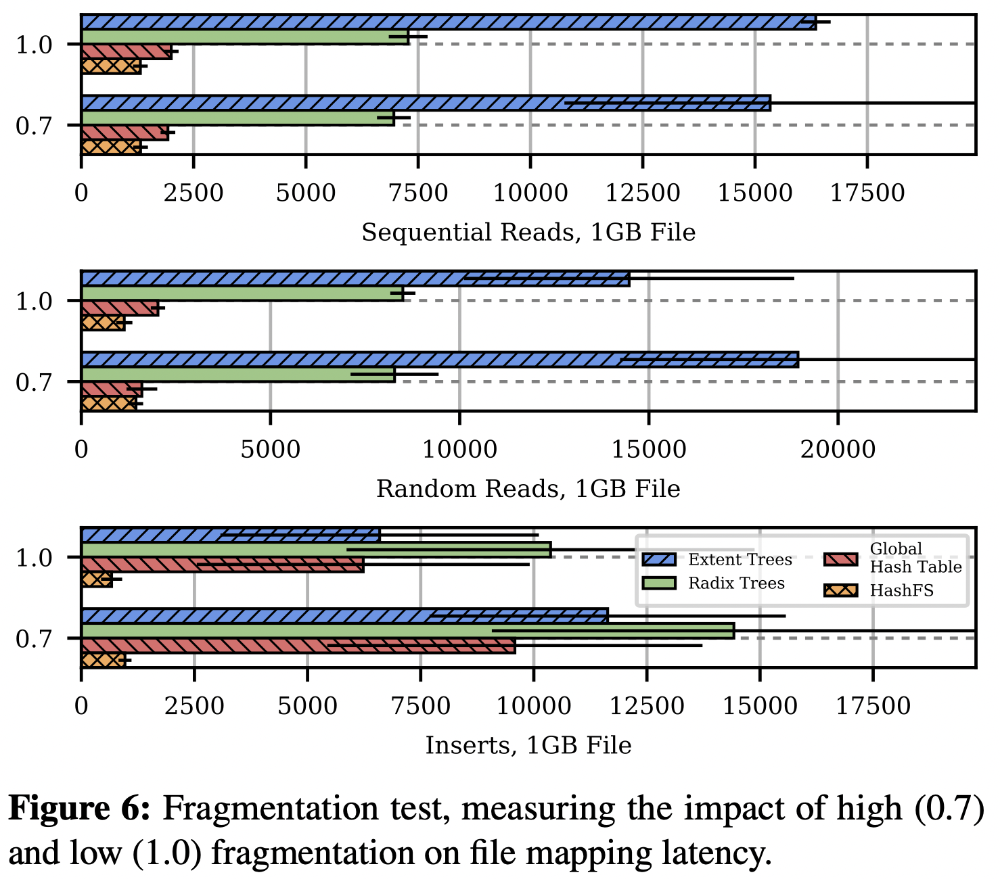 1.0
0.7
0 2500 5000 7500 10000 12500 15000 17500
Sequential Reads, 1GB File
1.0
0.7
0 5000 10000 15000 20000
Random Reads, 1GB File
1.0
0.7
Extent Trees
Radix Trees
Global
Hash Table
HashFS
0 2500 5000 7500 10000 12500 15000 17500
Inserts, 1GB File
Figure 6: Fragmentation test, measuring the impact of high (0.7)
and low (1.0) fragmentation on file mapping latency.